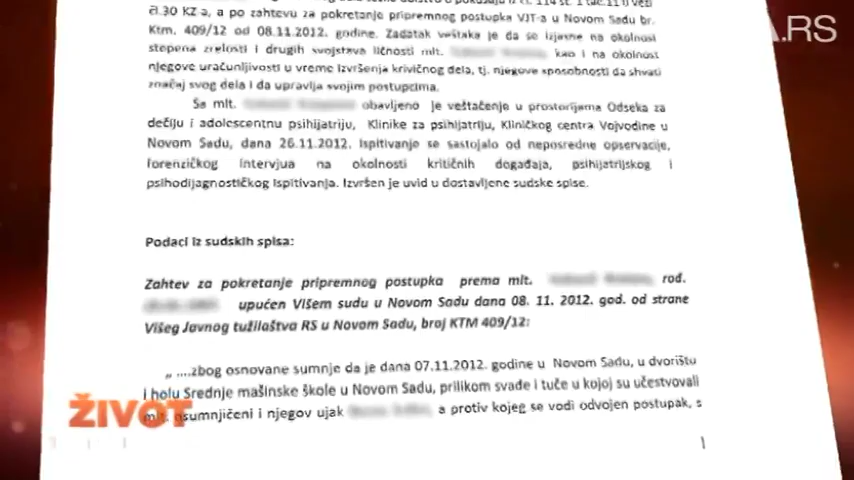 čl.30 KZ-a, a po zahtevu za pokretanje pripremnog postupka VJT-a u Novom Sadu br.
Ktm. 409/12 od 08.11.2012. godine. Zadatak veštaka je da se izjasne na okolnost
stepena zrelosti i drugih svojstava ličnosti mlt. kao i na okolnost
njegove uračunljivosti u vreme izvršenja krivičnog dela, tj. njegove sposobnosti da shvati
značaj svog dela i da upravlja svojim postupcima.
Sa mlt. obavljeno je veštačenje u prostorijama Odseka za
dečiju i adolescentnu psihijatriju, Klinike za psihijatriju, Kliničkog centra Vojvodine u
Novom Sadu, dana 26.11.2012. Ispitivanje se sastojalo od neposredne opservacije,
forenzičkog intervjua na okolnosti kritičnih događaja, psihijatrijskog i
psihodijagnostičkog ispitivanja. Izvršen je uvid u dostavljene sudske spise.
Podaci iz sudskih spisa:
Zahtev za pokretanje pripremnog postupka prema mlt. rođ.
upućen Višem sudu u Novom Sadu dana 08. 11. 2012. god. od strane
Višeg Javnog tužilaštva RS u Novom Sadu, broj KTM 409/12:
„ ....zbog osnovane sumnje da je dana 07.11.2012. godine u Novom Sadu, u dvorištu
i holu Srednje mašinske škole u Novom Sadu, prilikom svađe i tuče u kojoj su učestvovali
mlt. osumnjičeni i njegov ujak a protiv kojeg se vodi odvojen postupak, s
ŽIVOT
.RS